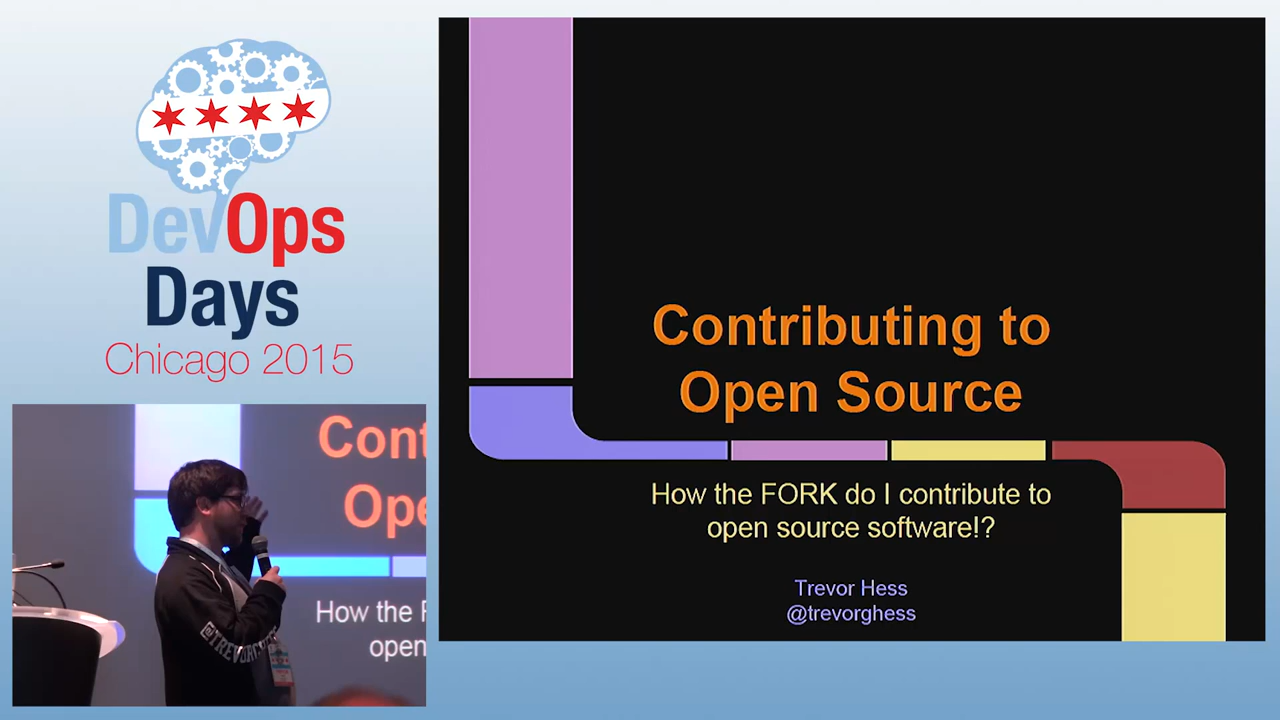 DevOps
Days
Chicago 2015
Contributing to
Open Source
How the FORK do I contribute to
open source software!?
Trevor Hess
@trevorghess
Cont
Ope
How the F
open